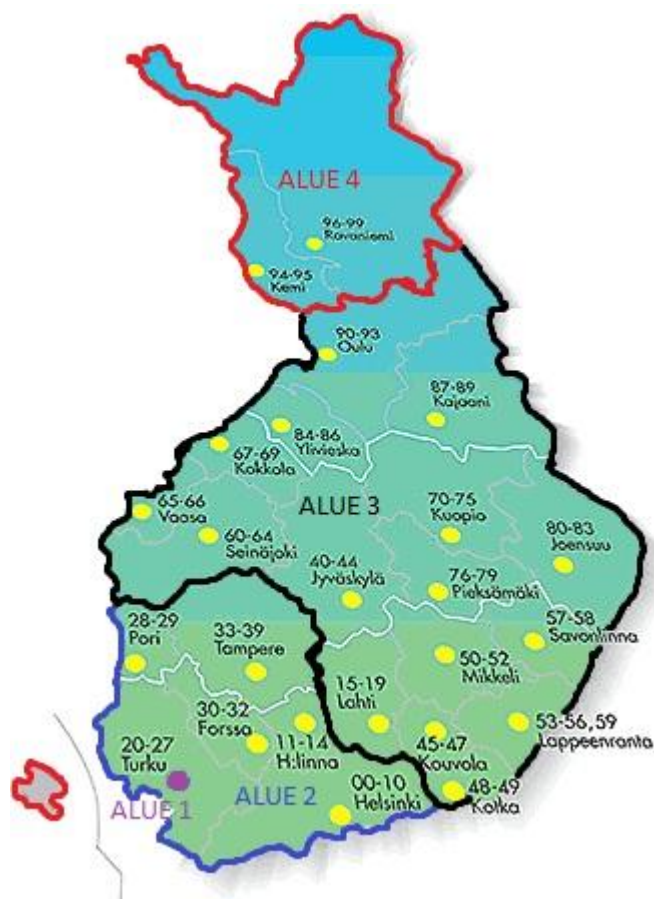 ALUE 4
96-99
Rovaniemi
94-95
Kemi
90-93
Oulu
87-89
Kajaani
84-86
Ylivieska
67-69
Kokkola
65-66
Vaasa
ALUE 3
70-75
Kuopio
60-64
Seinäjoki
80-83
Joensuu
40-44
Jyväskylä
76-79
Pieksämäki
28-29
Pori
33-39
Tampere
57-58
Savonlinna
50-52
Mikkeli
15-19
Lahti
30-32
Forssa
11-14
H:linna
53-56,59
Lappeenranta
45-47
Kouvola
20-27
Turku
00-10
Helsinki
48-49
Kotka
ALUE 1
ALUE 2